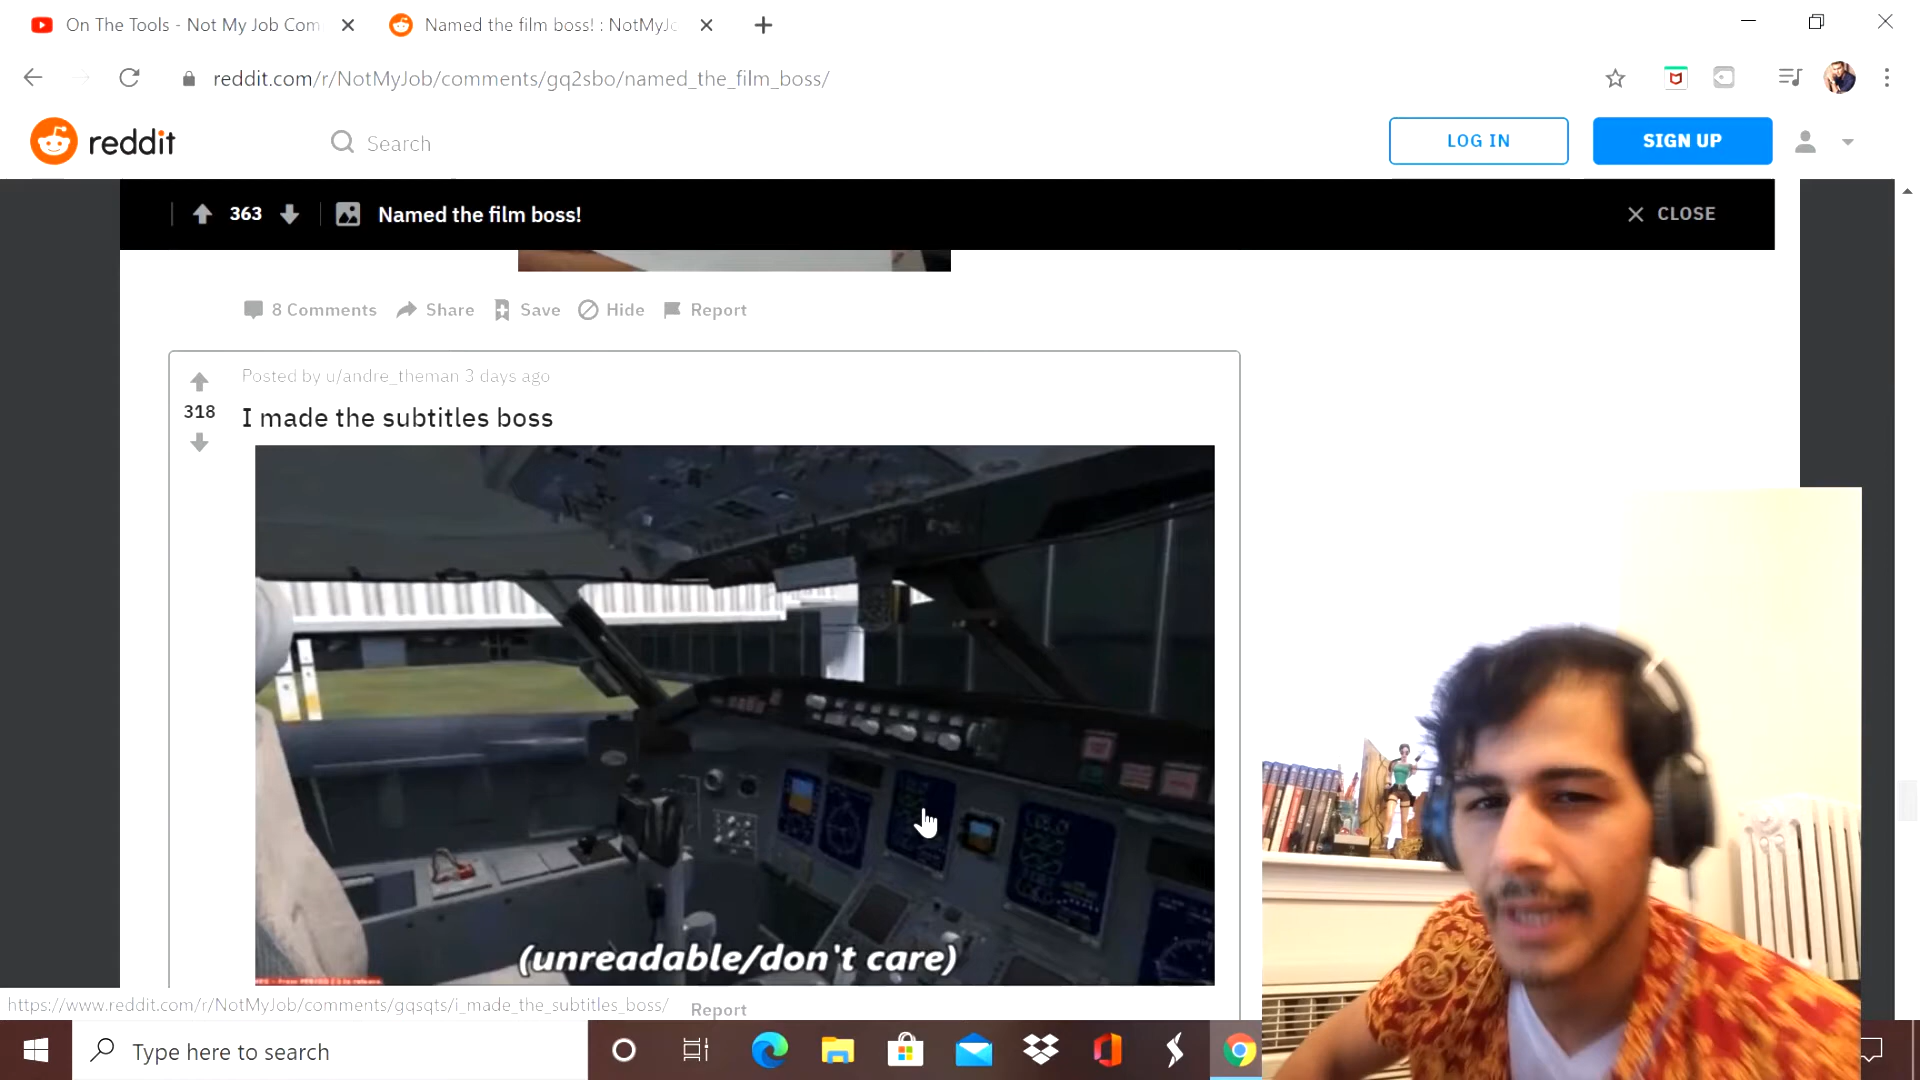 On The Tools - Not My Job Com
Named the film boss! : NotMyJo
reddit.com/r/NotMyJob/comments/gq2sbo/named_the_film_boss/
reddit
Search
LOG IN
SIGN UP
363
Named the film boss!
CLOSE
8 Comments
Share
Save
Hide
Report
Posted by u/andre_theman 3 days ago
318
I made the subtitles boss
(unreadable/don't care)
https://www.reddit.com/r/NotMyJob/comments/gqsqts/i_made_the_subtitles_boss/
Report
Type here to search